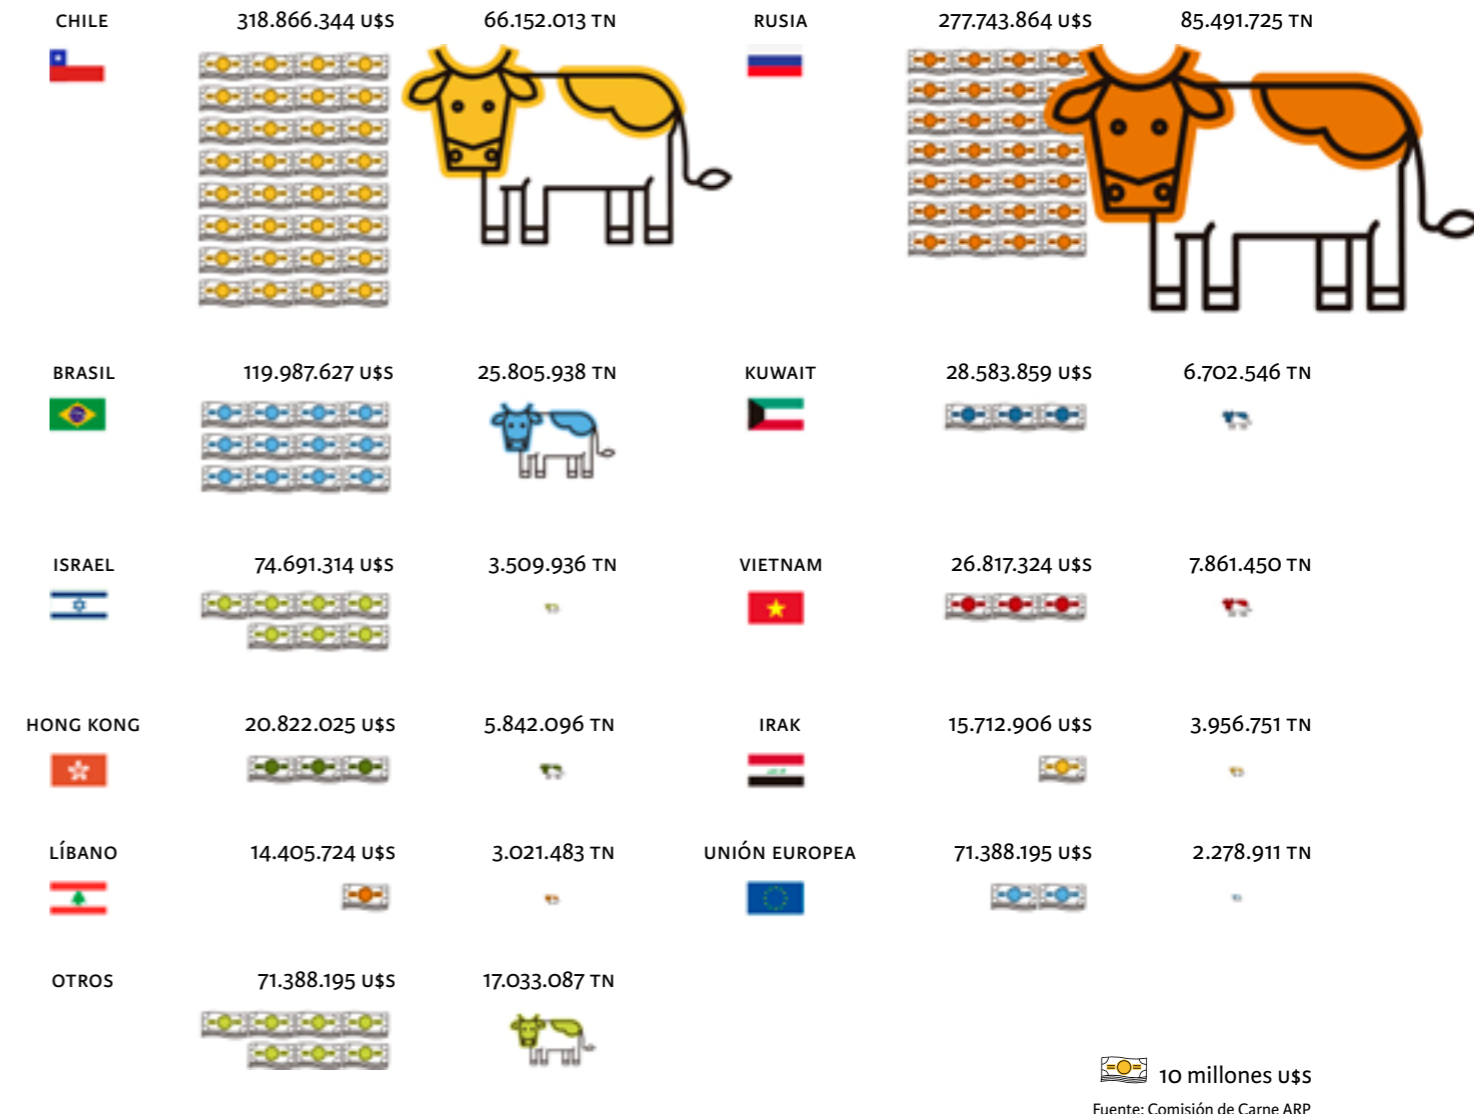 CHILE 318.866.344 U$S 66.152.013 TN RUSIA 277.743.864 U$S 85.491.725 TN
BRASIL 119.987.627 U$S 25.805.938 TN KUWAIT 28.583.859 U$S 6.702.546 TN
ISRAEL 74.691.314 U$S 3.509.936 TN VIETNAM 26.817.324 U$S 7.861.450 TN
HONG KONG 20.822.025 U$S 5.842.096 TN IRAK 15.712.906 U$S 3.956.751 TN
LÍBANO 14.405.724 U$S 3.021.483 TN UNIÓN EUROPEA 71.388.195 U$S 2.278.911 TN
OTROS 71.388.195 U$S 17.033.087 TN
10 millones U$S
Fuente: Comisión de Carne ARP